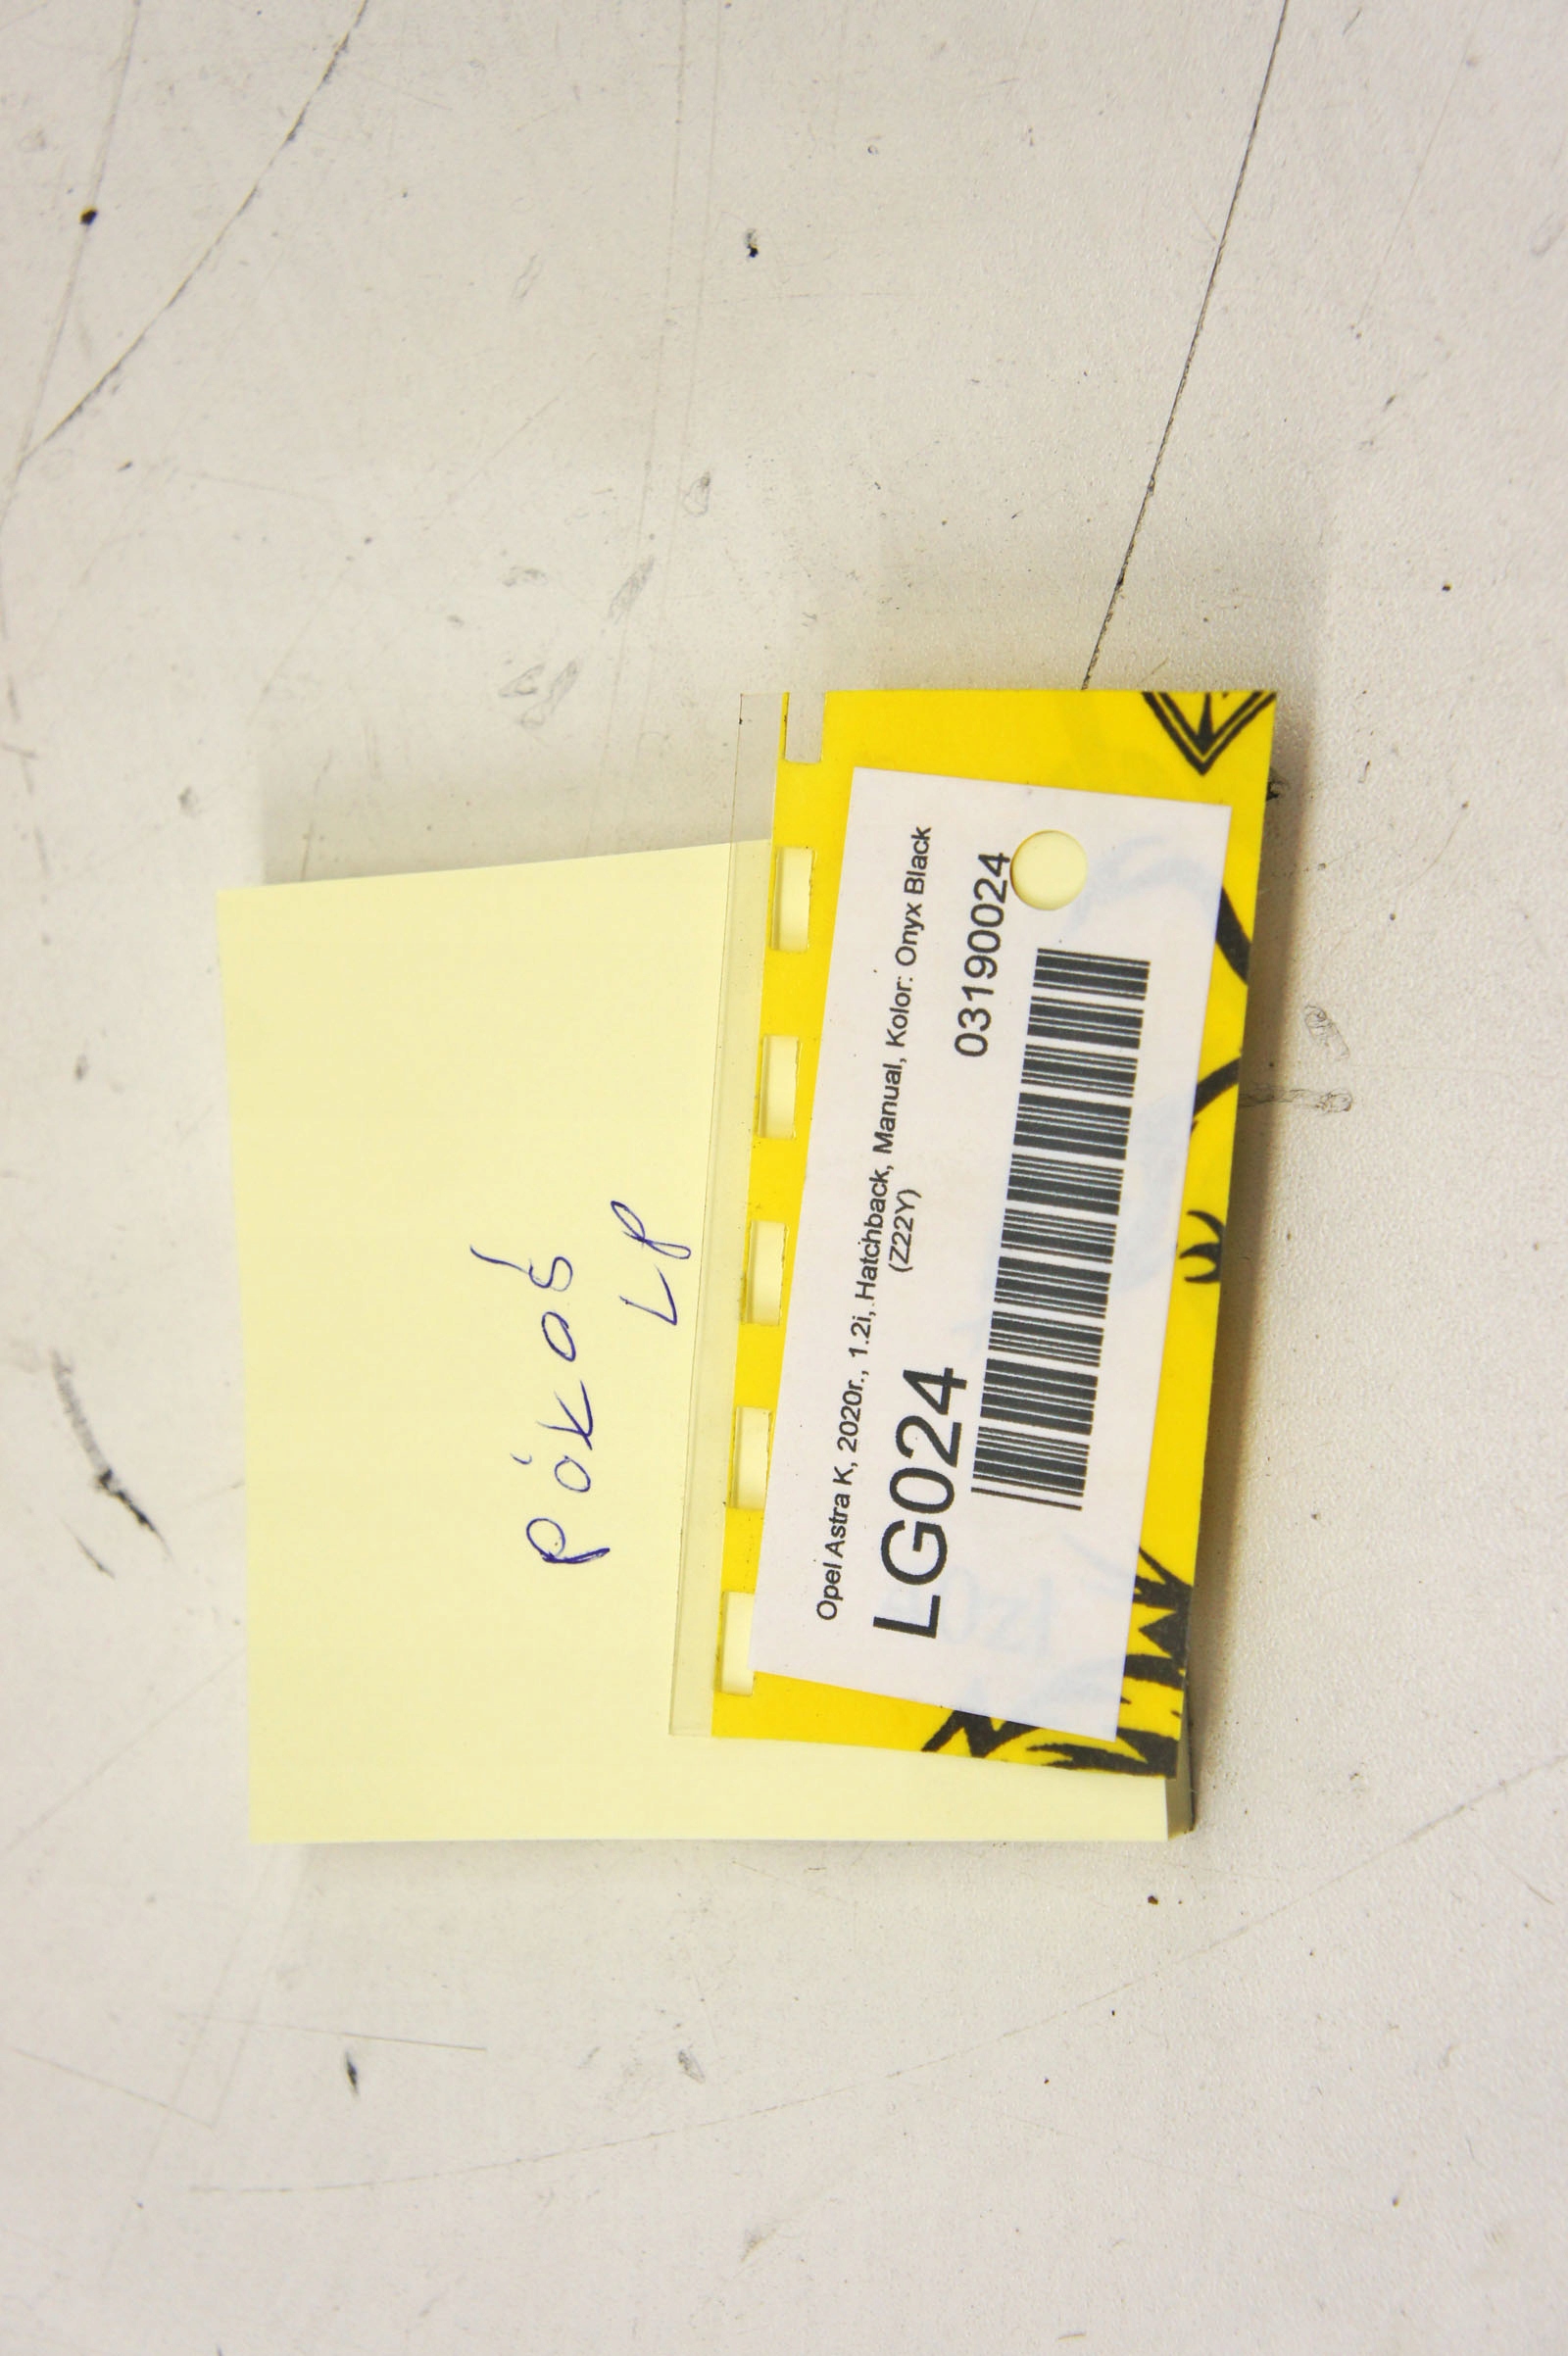 półoś
LP
Opel Astra K, 2020r., 1.2i, Hatchback, Manual, Kolor: Onyx Black
(Z22Y)
LG024
03190024